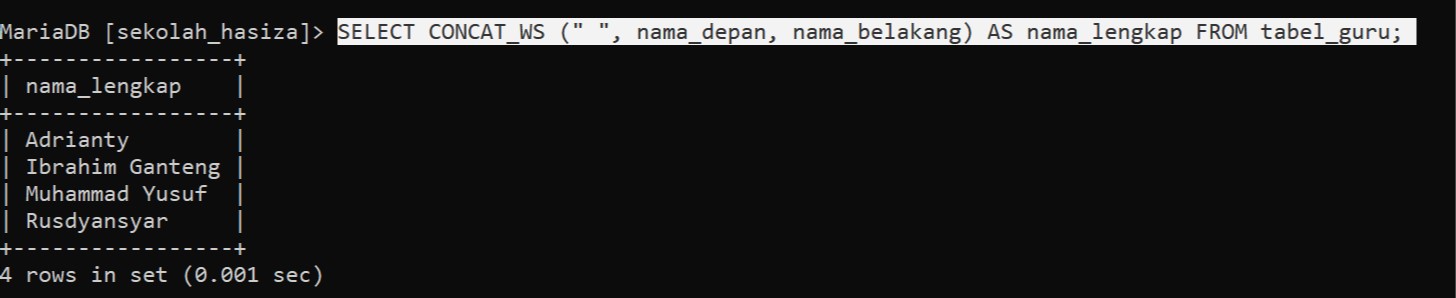 MariaDB [sekolah_hasiza]> SELECT CONCAT_WS (" ", nama_depan, nama_belakang) AS nama_lengkap FROM tabel_guru;
+-----------------+
| nama_lengkap    |
+-----------------+
| Adrianty        |
| Ibrahim Ganteng |
| Muhammad Yusuf  |
| Rusdyansyar     |
+-----------------+
4 rows in set (0.001 sec)